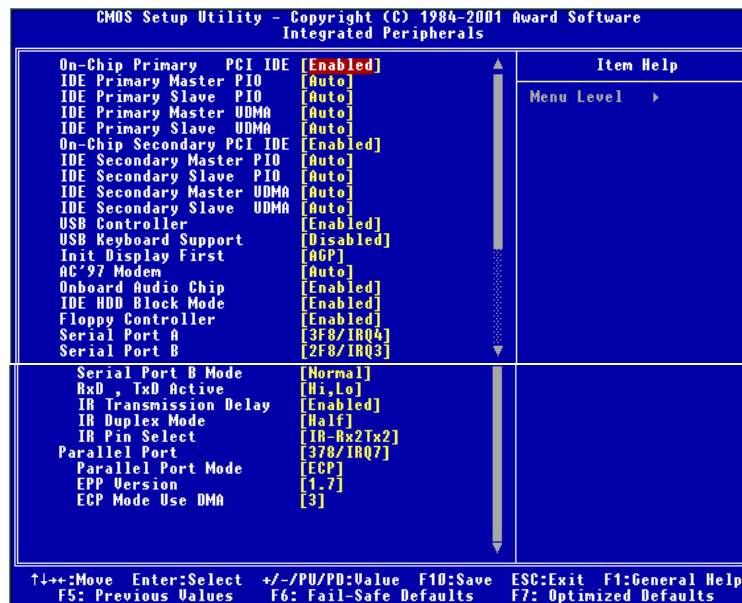 CMOS Setup Utility - Copyright (C) 1984-2001 Award Software
Integrated Peripherals
On-Chip Primary PCI IDE [Enabled]
IDE Primary Master PIO [Auto]
IDE Primary Slave PIO [Auto]
IDE Primary Master UDMA [Auto]
IDE Primary Slave UDMA [Auto]
On-Chip Secondary PCI IDE [Enabled]
IDE Secondary Master PIO [Auto]
IDE Secondary Slave PIO [Auto]
IDE Secondary Master UDMA [Auto]
IDE Secondary Slave UDMA [Auto]
USB Controller [Enabled]
USB Keyboard Support [Disabled]
Init Display First [AGP]
AC'97 Modem [Auto]
Onboard Audio Chip [Enabled]
IDE HDD Block Mode [Enabled]
Floppy Controller [Enabled]
Serial Port A [3F8/IRQ4]
Serial Port B [2F8/IRQ3]
Serial Port B Mode [Normal]
RxD , TxD Active [Hi,Lo]
IR Transmission Delay [Enabled]
IR Duplex Mode [Half]
IR Pin Select [IR-Rx2Tx2]
Parallel Port [378/IRQ7]
Parallel Port Mode [ECP]
EPP Version [1.7]
ECP Mode Use DMA [3]
Item Help
Menu Level ▸
↑↓→←:Move Enter:Select +/-/PU/PD:Value F10:Save ESC:Exit F1:General Help
F5: Previous Values F6: Fail-Safe Defaults F7: Optimized Defaults